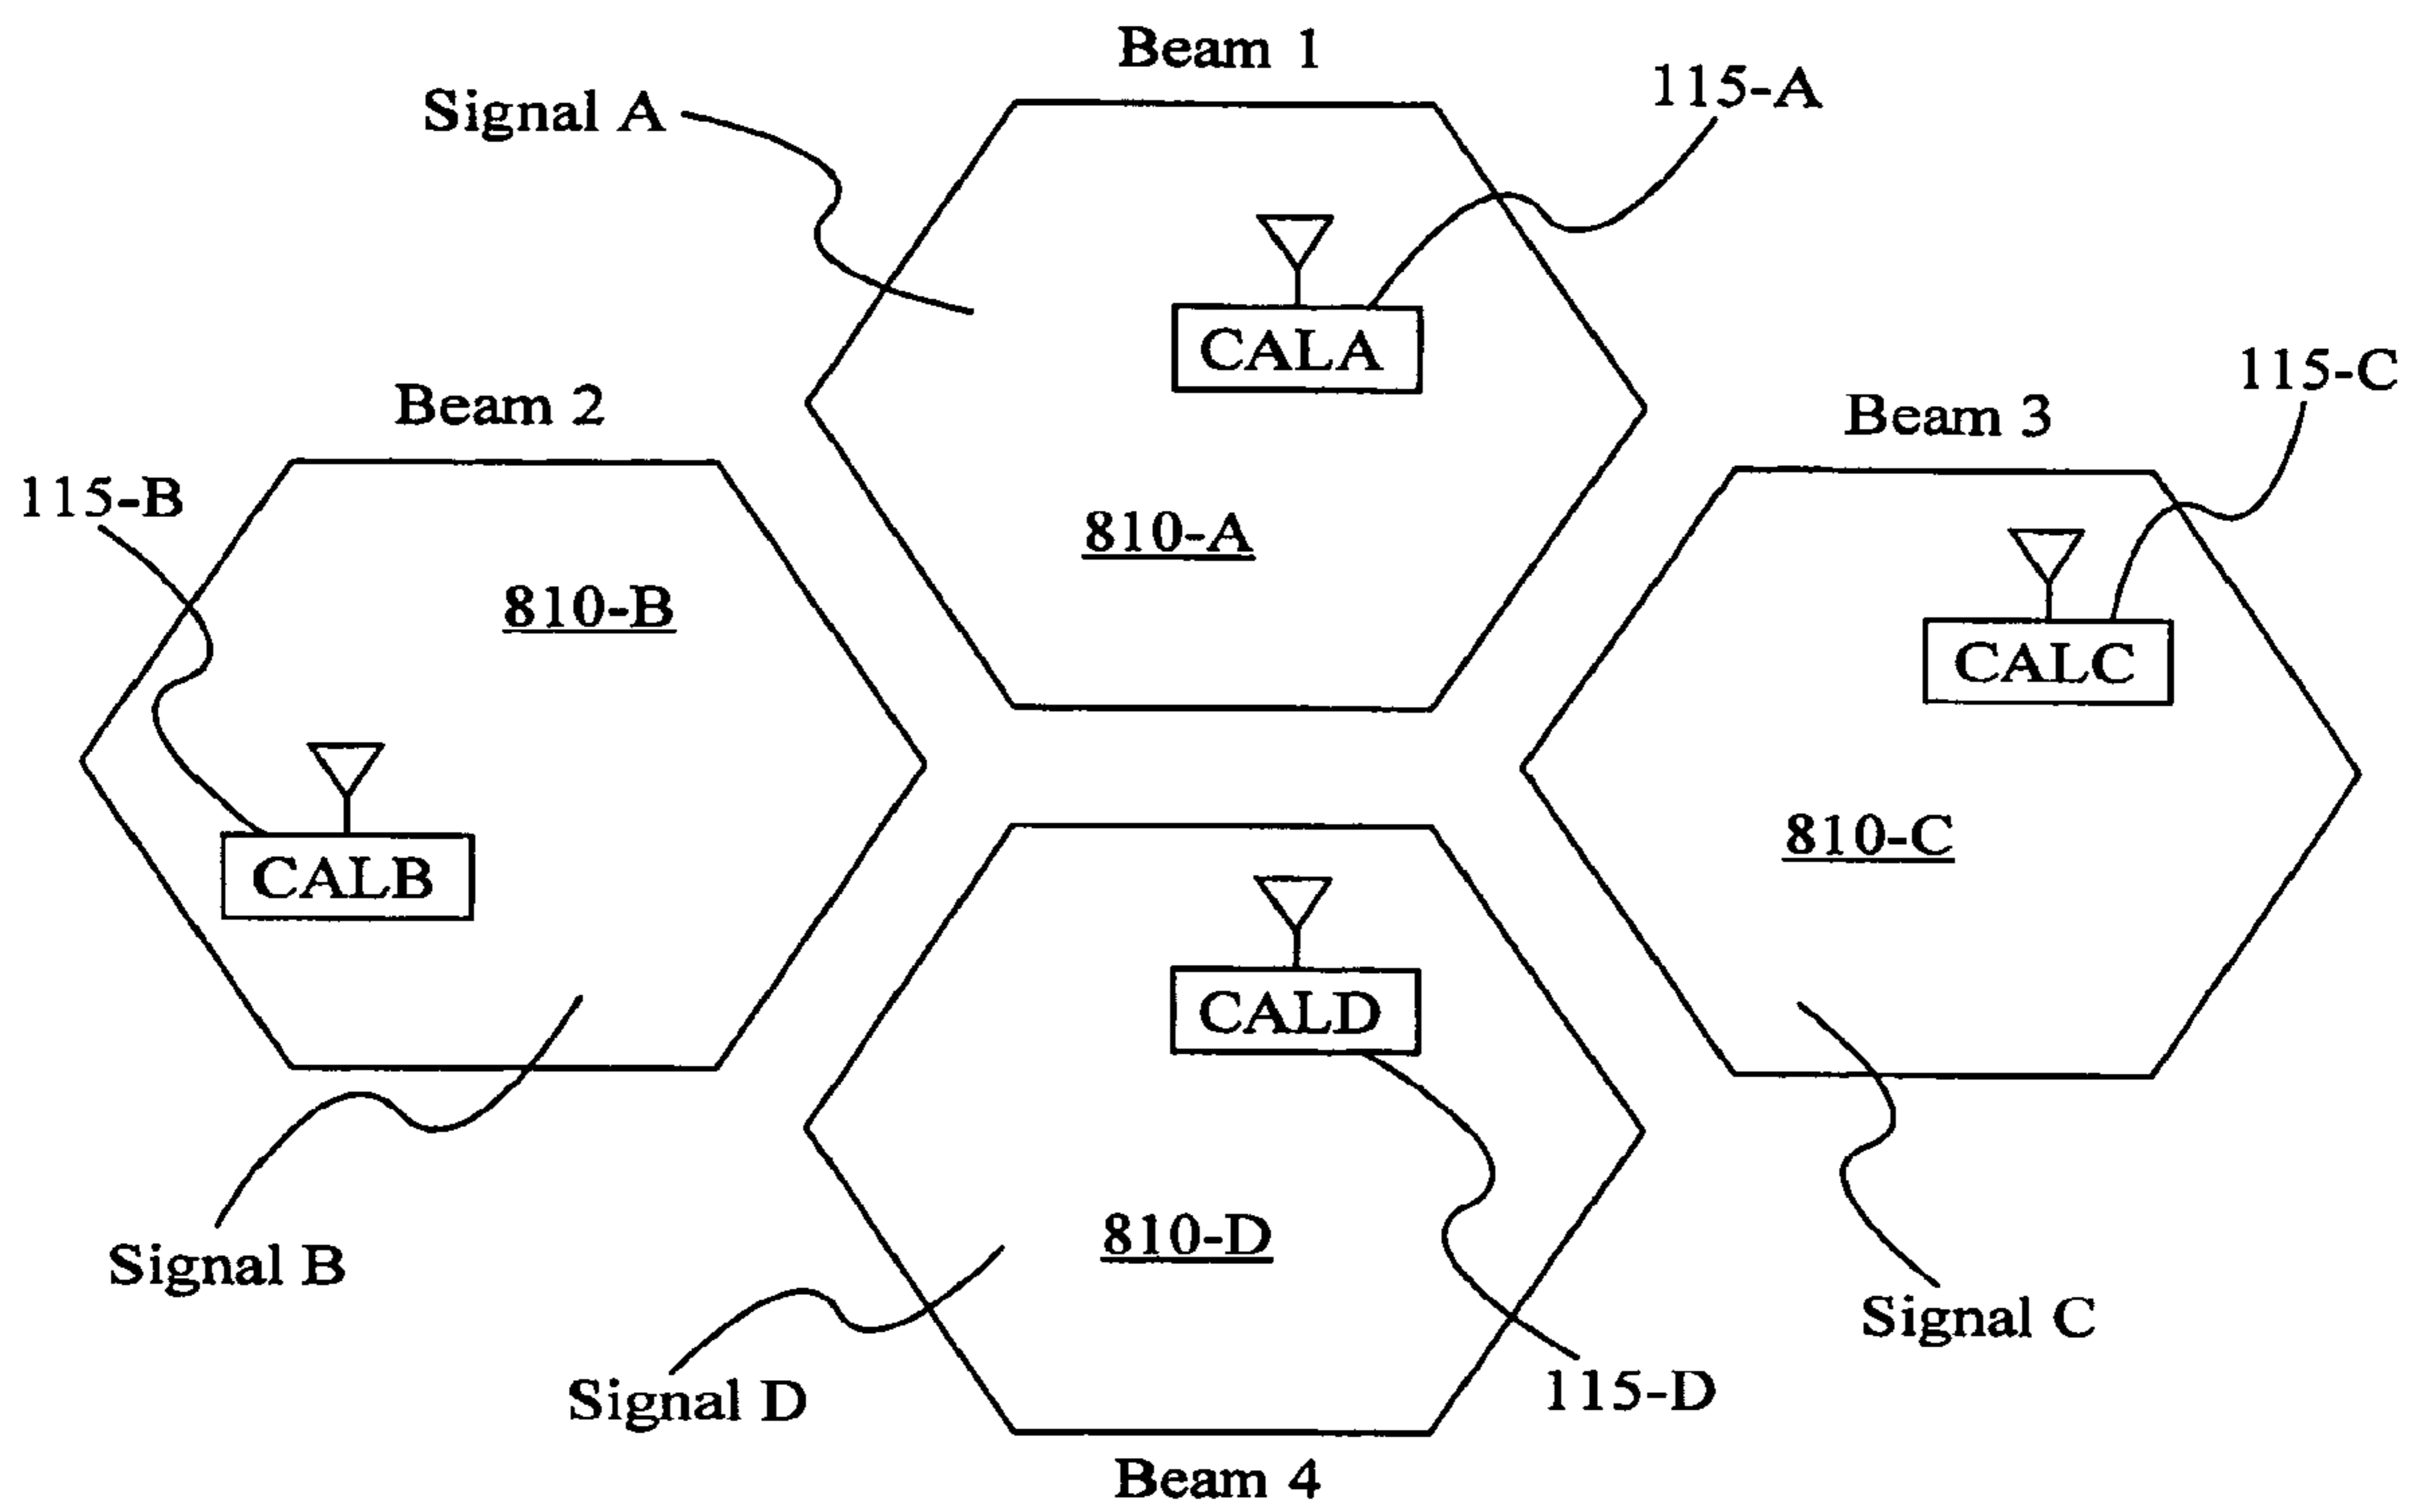 Beam 1
Signal A
115-A
CALA
810-A
Beam 2
115-B
810-B
CALB
Signal B
Beam 3
115-C
CALC
810-C
Signal C
CALD
810-D
Signal D
115-D
Beam 4